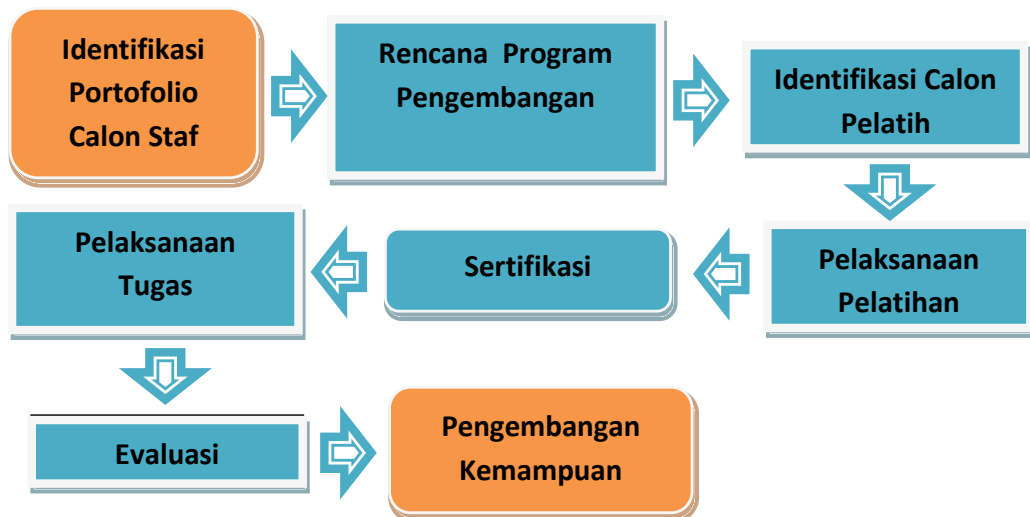 Identifikasi
Portofolio
Calon Staf
Rencana Program
Pengembangan
Identifikasi Calon
Pelatih
Pelaksanaan
Pelatihan
Sertifikasi
Pelaksanaan
Tugas
Evaluasi
Pengembangan
Kemampuan